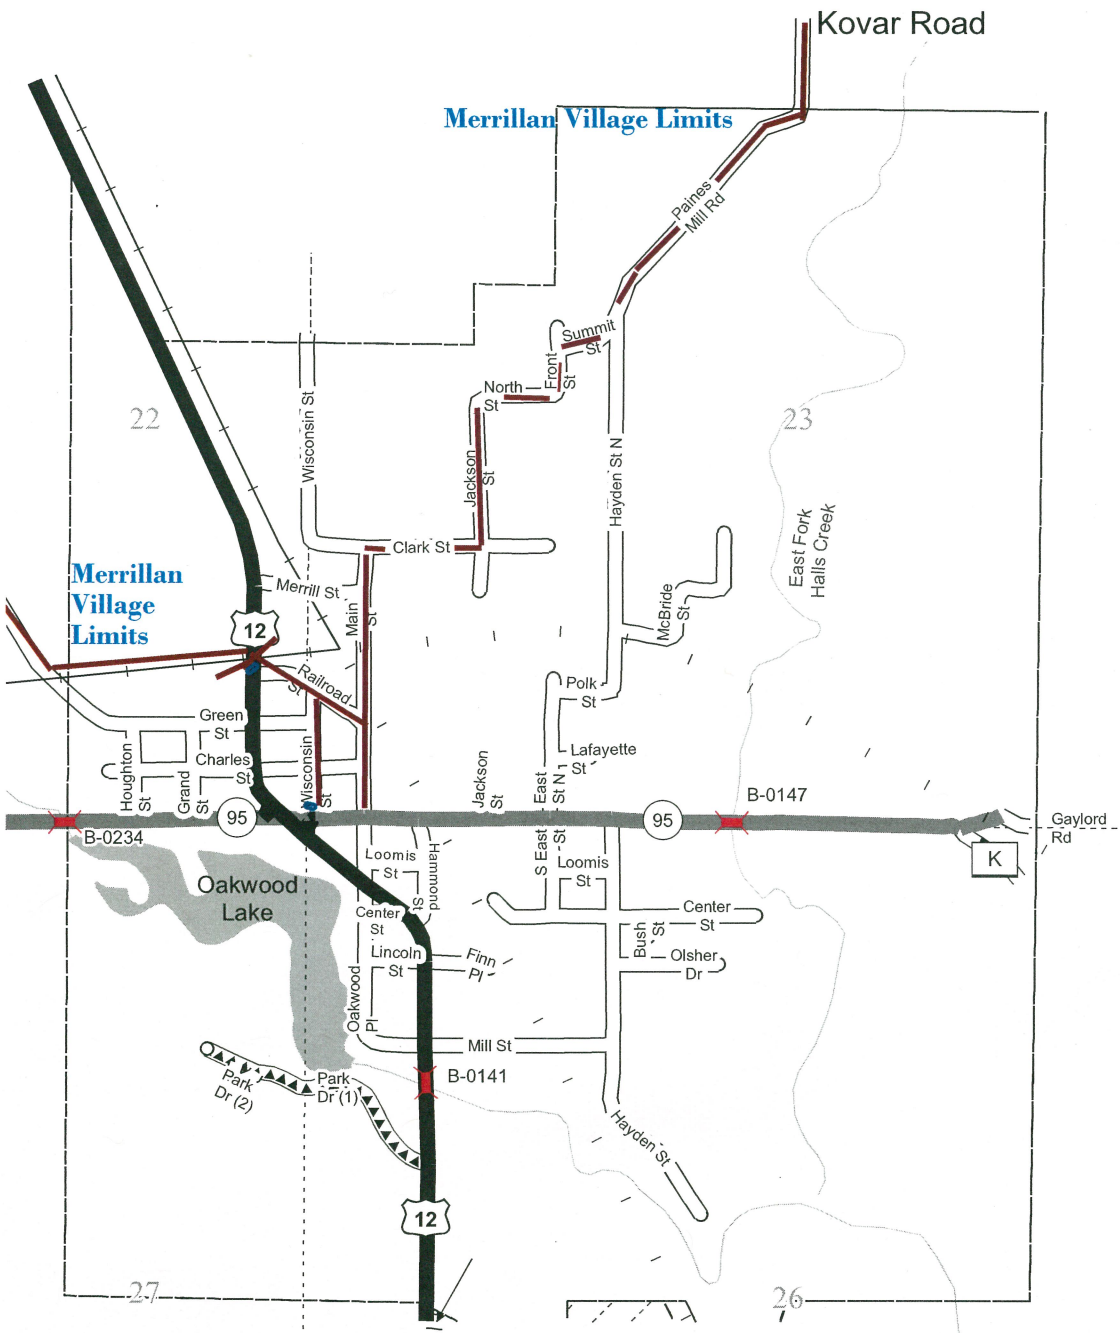 Kovar Road
Merrillan Village Limits
Paines
Mill Rd
Summit
St
Front
St
North
St
22
23
Wisconsin St
Jackson
St
Hayden St N
East Fork
Halls Creek
Clark St
Merrillan
Village
Limits
Merrill St
McBride
St
Main
St
12
Railroad
St
Polk
St
Green
St
Lafayette
St
Charles
St
Houghton
St
Grand
St
Wisconsin
St
Jackson
St
East
St N
B-0147
95
95
Gaylord
Rd
B-0234
K
Loomis
St
Hammond
St
S East
St
Loomis
St
Oakwood
Lake
Center
St
Center
St
Bush
St
Lincoln
St
Finn
Pl
Olsher
Dr
Oakwood
Pl
Mill St
Park
Dr (2)
Park
Dr (1)
B-0141
Hayden St
12
27
26